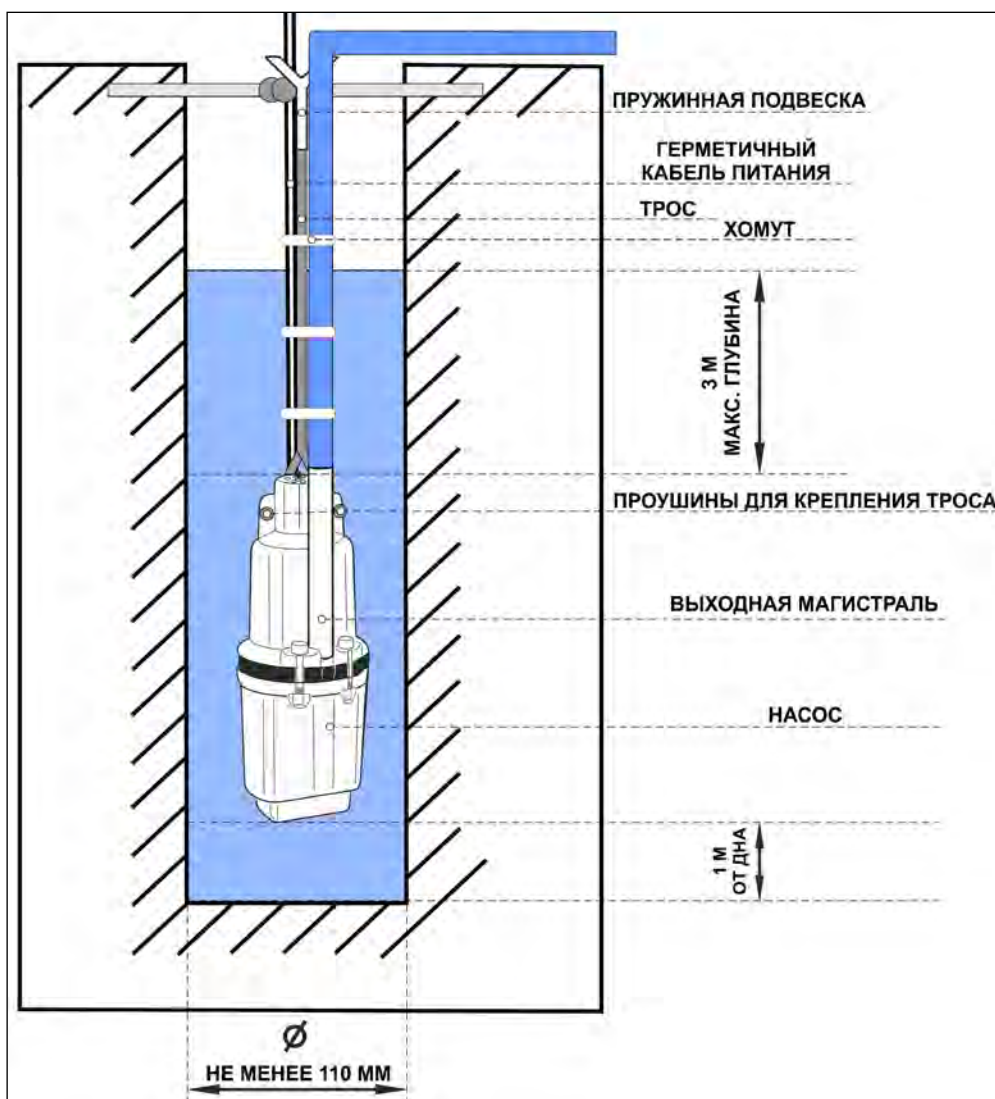 ПРУЖИННАЯ ПОДВЕСКА
ГЕРМЕТИЧНЫЙ
КАБЕЛЬ ПИТАНИЯ
ТРОС
ХОМУТ
3 М
МАКС. ГЛУБИНА
ПРОУШИНЫ ДЛЯ КРЕПЛЕНИЯ ТРОСА
ВЫХОДНАЯ МАГИСТРАЛЬ
НАСОС
1 М
ОТ ДНА
Ø
НЕ МЕНЕЕ 110 ММ